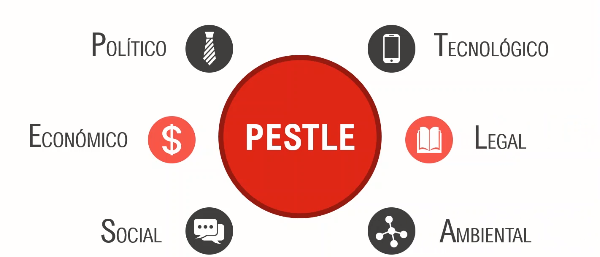 POLÍTICO
TECNOLÓGICO
ECONÓMICO
$
PESTLE
LEGAL
SOCIAL
AMBIENTAL